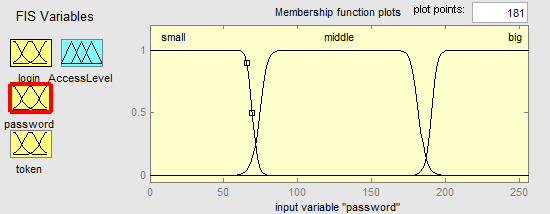 FIS Variables
Membership function plots
plot points:
181
login
AccessLevel
password
token
small
middle
big
1
0.5
0
0
50
100
150
200
250
input variable "password"